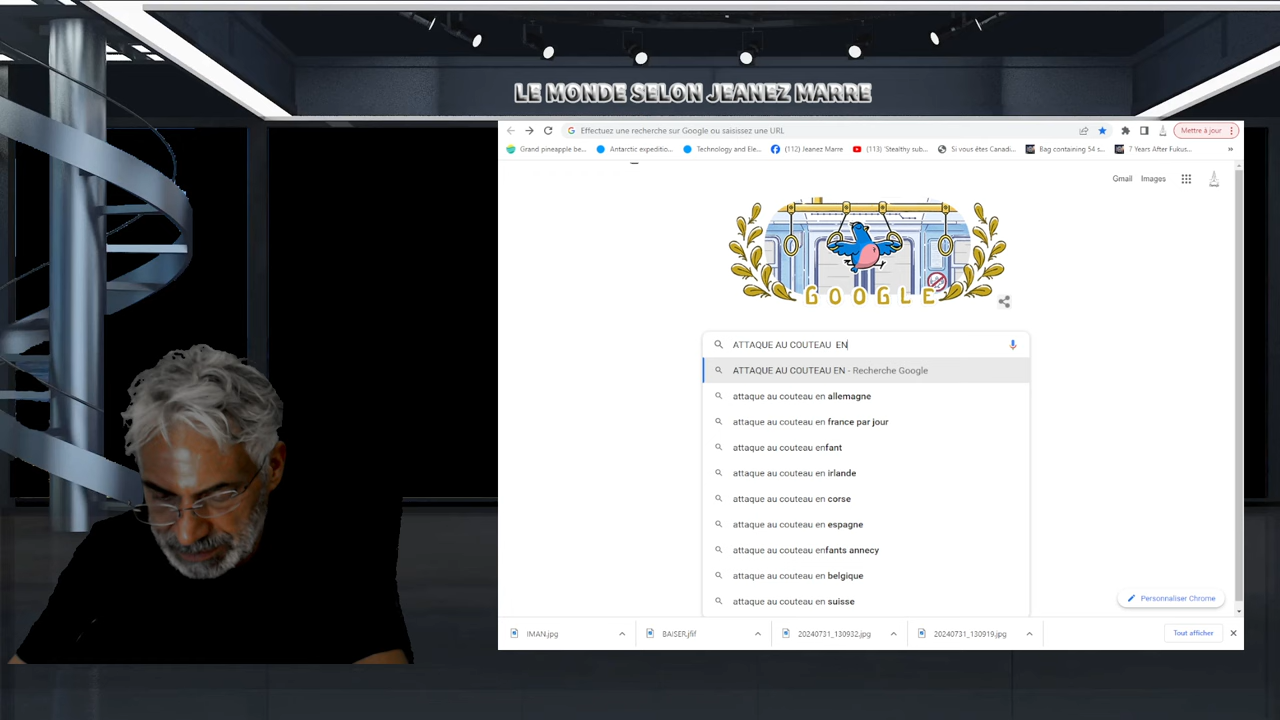 LE MONDE SELON JEANEZ MARRE
Effectuez une recherche sur Google ou saisissez une URL
Mettre à jour
Grand pineapple be...
Antarctic expeditio...
Technology and Ele...
(112) Jeanez Marre
(113) 'Stealthy sub...
Si vous êtes Canadi...
Bag containing 54 s...
7 Years After Fukus...
»
Gmail Images
GOOGLE
ATTAQUE AU COUTEAU EN
ATTAQUE AU COUTEAU EN - Recherche Google
attaque au couteau en allemagne
attaque au couteau en france par jour
attaque au couteau enfant
attaque au couteau en irlande
attaque au couteau en corse
attaque au couteau en espagne
attaque au couteau enfants annecy
attaque au couteau en belgique
attaque au couteau en suisse
Personnaliser Chrome
IMAN.jpg
BAISER.jfif
20240731_130932.jpg
20240731_130919.jpg
Tout afficher